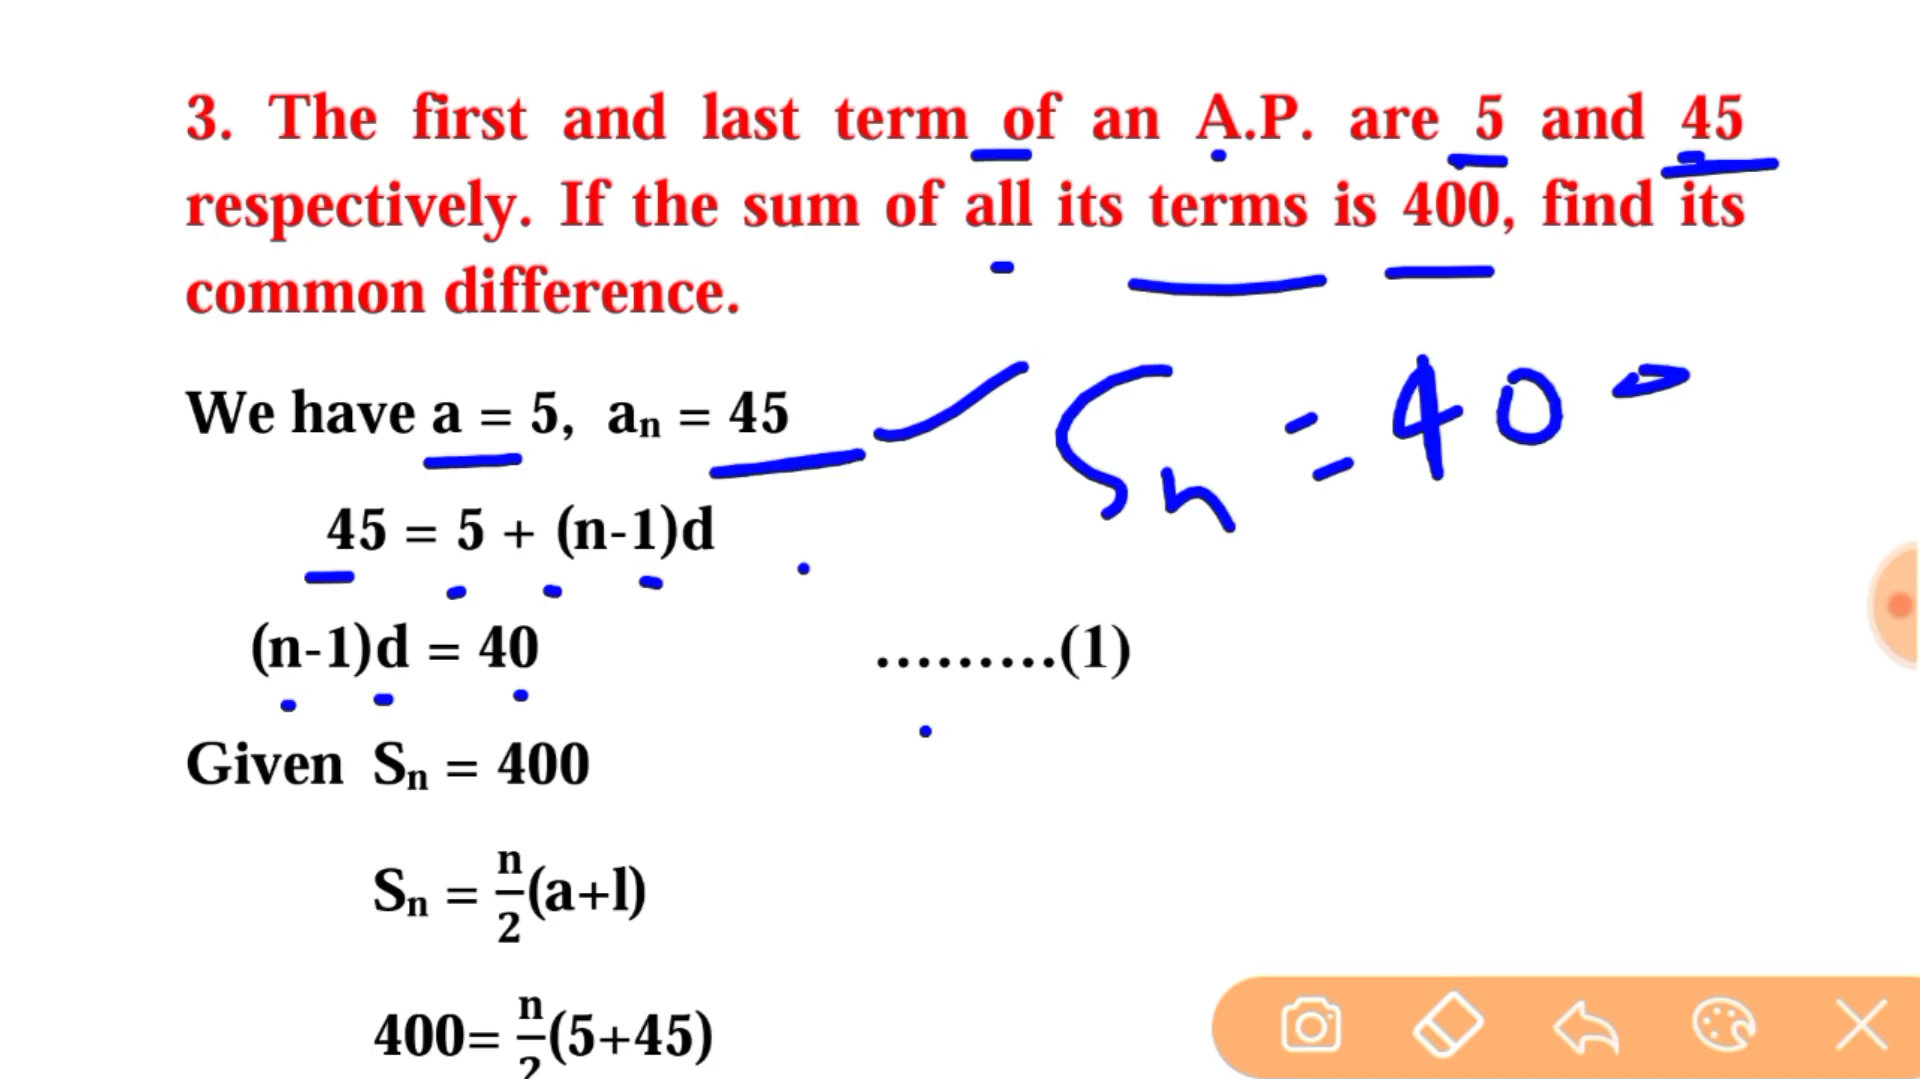 3. The first and last term of an A.P. are 5 and 45
respectively. If the sum of all its terms is 400, find its
common difference.
We have a = 5, aₙ = 45
Sₙ = 400
45 = 5 + (n-1)d
(n-1)d = 40 .........(1)
Given Sₙ = 400
Sₙ = n/2(a+l)
400= n/2(5+45)